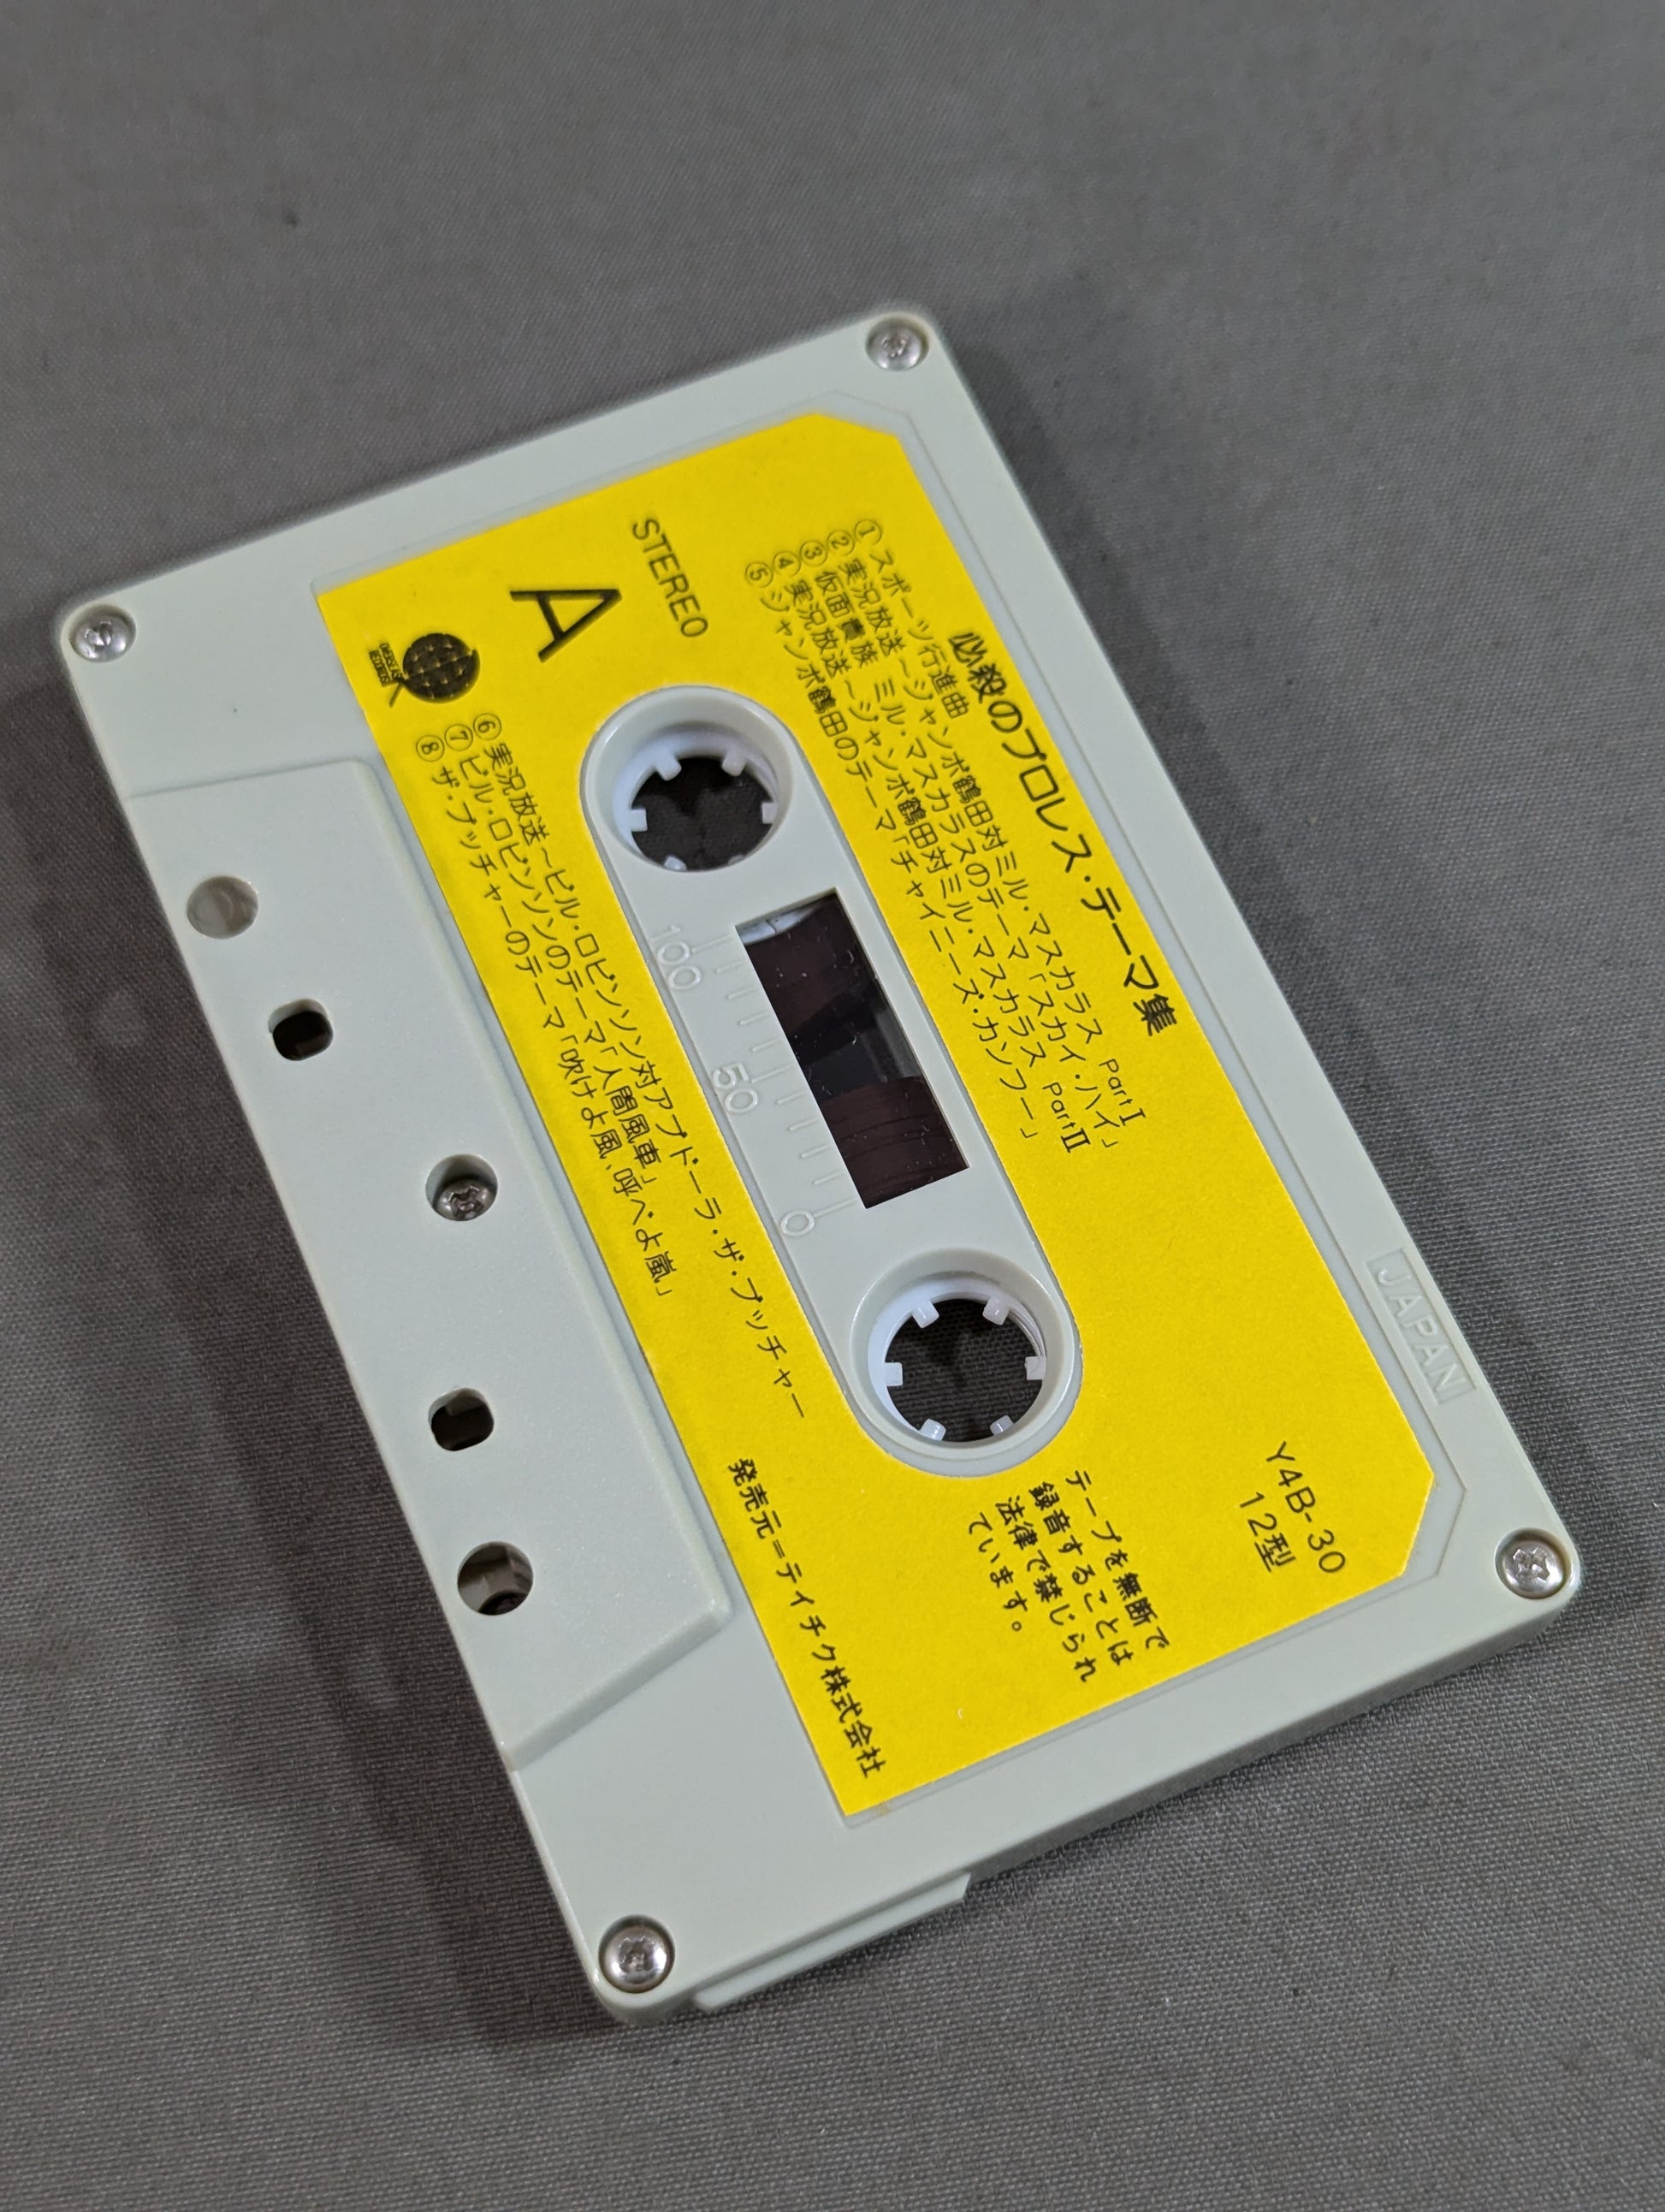 必殺のプロレス・テーマ集
①スポーツ行進曲
②実況放送〜ジャンボ鶴田対ミル・マスカラス PartⅠ
③仮面貴族 ミル・マスカラスのテーマ「スカイ・ハイ」
④実況放送〜ジャンボ鶴田対ミル・マスカラス PartⅡ
⑤ジャンボ鶴田のテーマ「チャイニーズ・カンフー」
Y4B-30
12型
STEREO
A
テープを無断で
録音することは
法律で禁じられ
ています。
100 50 0
OVERSEAS
RECORDS
⑥実況放送〜ビル・ロビンソン対アブドーラ・ザ・ブッチャー
⑦ビル・ロビンソンのテーマ「人間風車」
⑧ザ・ブッチャーのテーマ「吹けよ風、呼べよ嵐」
発売元=テイチク株式会社
JAPAN